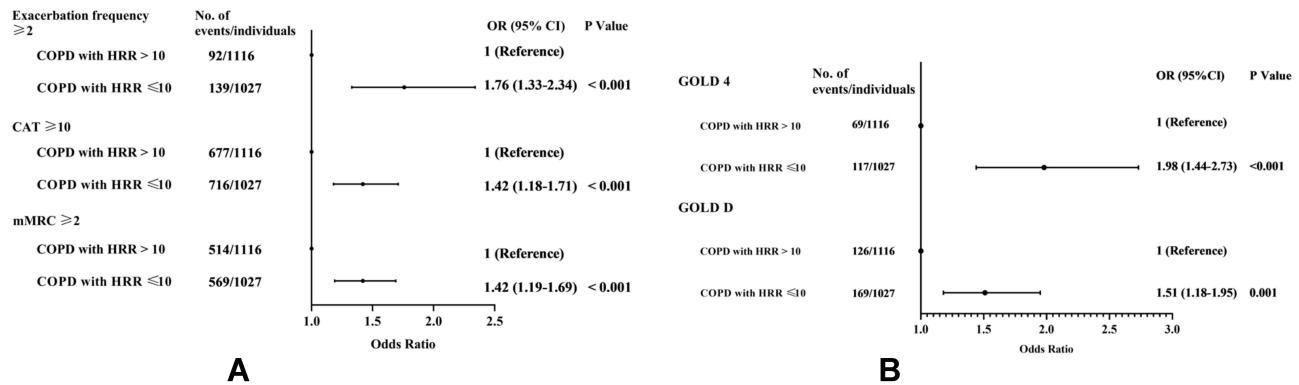 Exacerbation frequency No. of
≥2 events/individuals OR (95% CI) P Value
COPD with HRR > 10 92/1116 1 (Reference)
COPD with HRR ≤10 139/1027 1.76 (1.33-2.34) < 0.001
CAT ≥10
COPD with HRR > 10 677/1116 1 (Reference)
COPD with HRR ≤10 716/1027 1.42 (1.18-1.71) < 0.001
mMRC ≥2
COPD with HRR > 10 514/1116 1 (Reference)
COPD with HRR ≤10 569/1027 1.42 (1.19-1.69) < 0.001
1.0 1.5 2.0 2.5
Odds Ratio
A
GOLD 4 No. of OR (95%CI) P Value
events/individuals
COPD with HRR > 10 69/1116 1 (Reference)
COPD with HRR ≤10 117/1027 1.98 (1.44-2.73) <0.001
GOLD D
COPD with HRR > 10 126/1116 1 (Reference)
COPD with HRR ≤10 169/1027 1.51 (1.18-1.95) 0.001
1.0 1.5 2.0 2.5 3.0
Odds Ratio
B